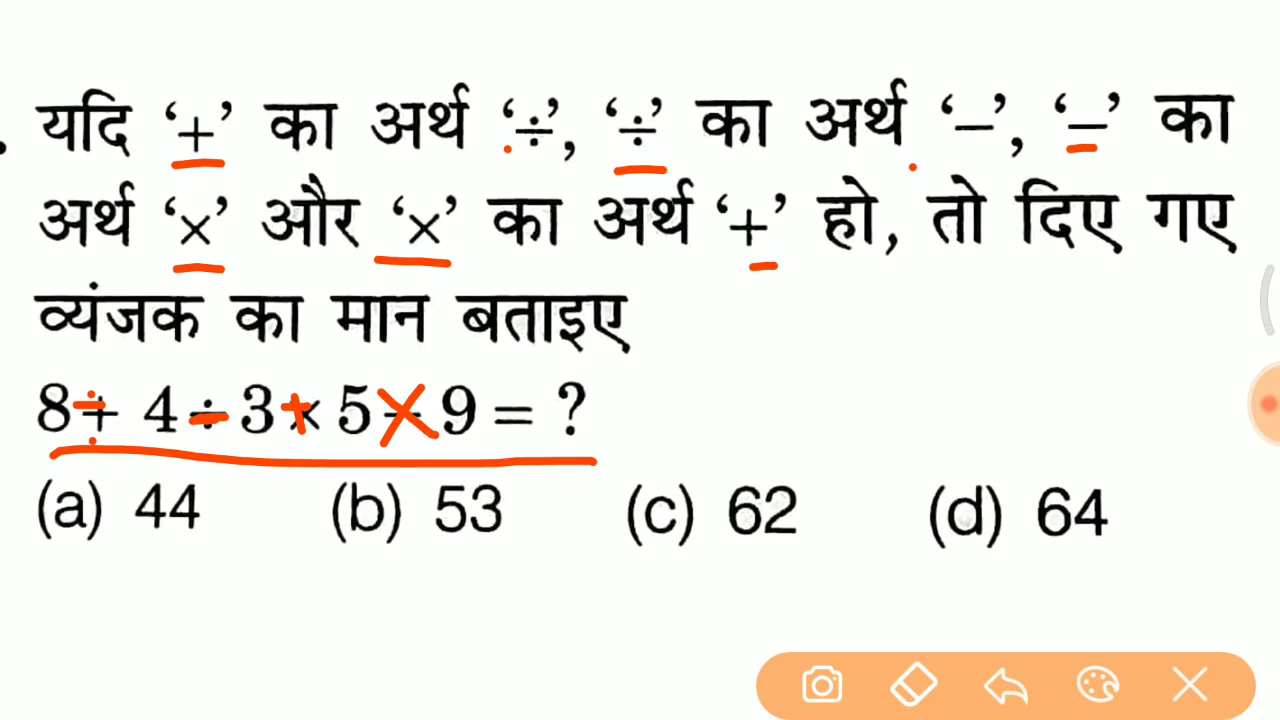 . यदि ‘+’ का अर्थ ‘÷’, ‘÷’ का अर्थ ‘–’, ‘–’ का
अर्थ ‘×’ और ‘×’ का अर्थ ‘+’ हो, तो दिए गए
व्यंजक का मान बताइए
8 + 4 ÷ 3 × 5 – 9 = ?
(a) 44 (b) 53 (c) 62 (d) 64